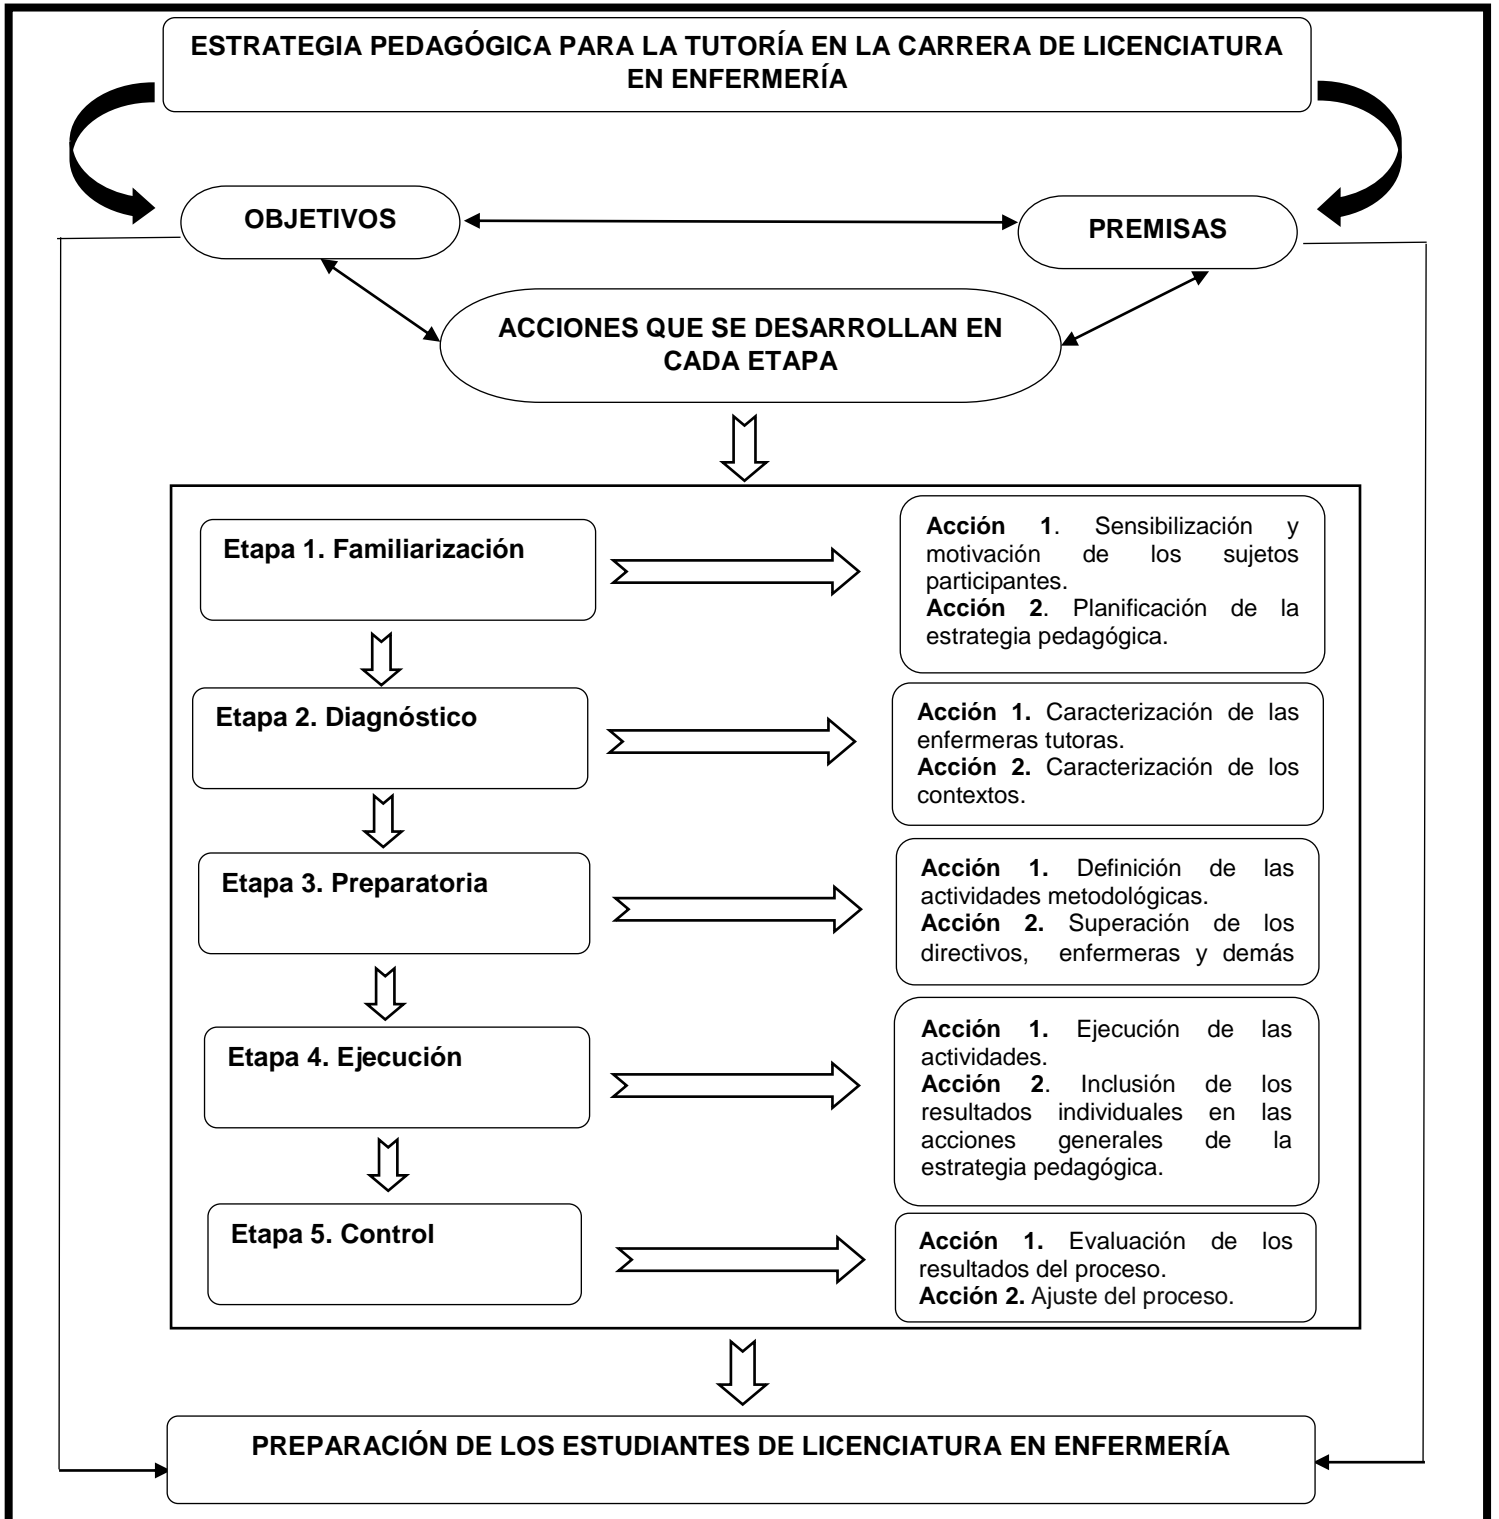 ESTRATEGIA PEDAGÓGICA PARA LA TUTORÍA EN LA CARRERA DE LICENCIATURA
EN ENFERMERÍA
OBJETIVOS
PREMISAS
ACCIONES QUE SE DESARROLLAN EN
CADA ETAPA
Etapa 1. Familiarización
Acción 1. Sensibilización y
motivación de los sujetos
participantes.
Acción 2. Planificación de la
estrategia pedagógica.
Etapa 2. Diagnóstico
Acción 1. Caracterización de las
enfermeras tutoras.
Acción 2. Caracterización de los
contextos.
Etapa 3. Preparatoria
Acción 1. Definición de las
actividades metodológicas.
Acción 2. Superación de los
directivos, enfermeras y demás
Etapa 4. Ejecución
Acción 1. Ejecución de las
actividades.
Acción 2. Inclusión de los
resultados individuales en las
acciones generales de la
estrategia pedagógica.
Etapa 5. Control
Acción 1. Evaluación de los
resultados del proceso.
Acción 2. Ajuste del proceso.
PREPARACIÓN DE LOS ESTUDIANTES DE LICENCIATURA EN ENFERMERÍA